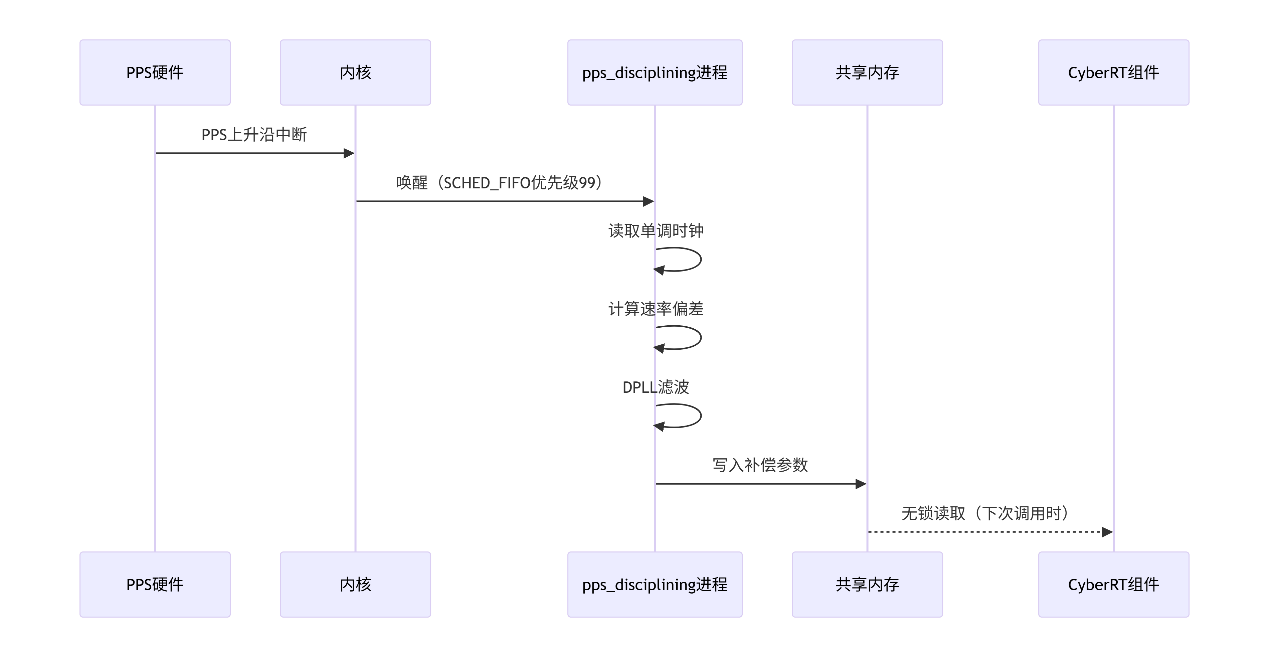 PPS硬件
内核
pps_disciplining进程
共享内存
CyberRT组件
PPS上升沿中断
唤醒（SCHED_FIFO优先级99）
读取单调时钟
计算速率偏差
DPLL滤波
写入补偿参数
无锁读取（下次调用时）
PPS硬件
内核
pps_disciplining进程
共享内存
CyberRT组件